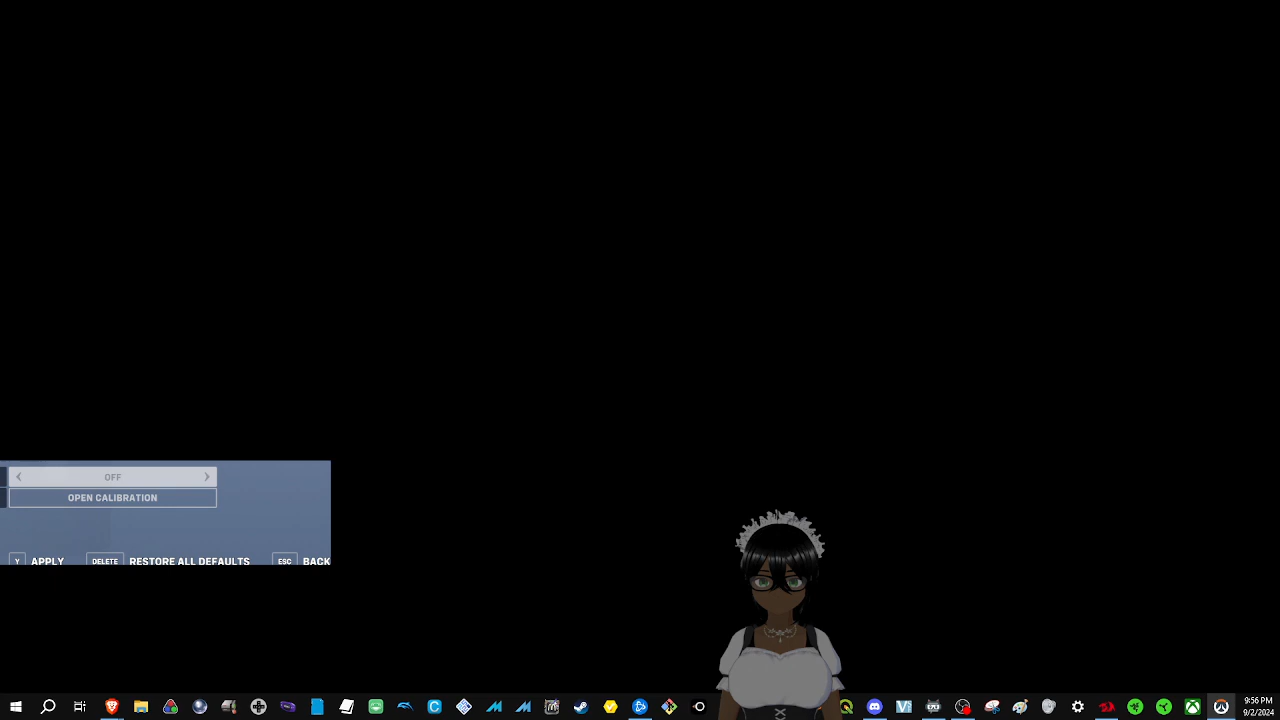 OFF
OPEN CALIBRATION
Y APPLY DELETE RESTORE ALL DEFAULTS ESC BACK
9:56 PM
9/2/2024